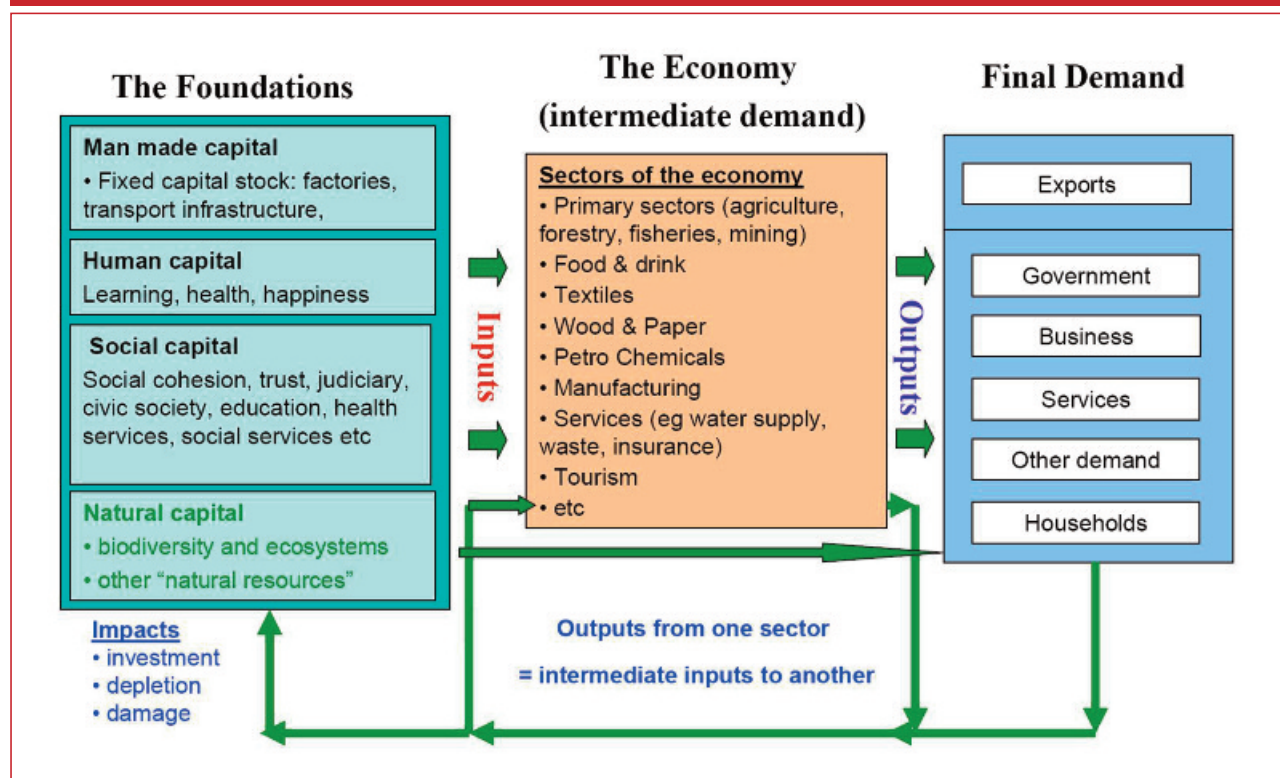 The Foundations
Man made capital
• Fixed capital stock: factories,
transport infrastructure,
Human capital
Learning, health, happiness
Social capital
Social cohesion, trust, judiciary,
civic society, education, health
services, social services etc
Natural capital
• biodiversity and ecosystems
• other “natural resources”
Impacts
• investment
• depletion
• damage
Inputs
The Economy
(intermediate demand)
Sectors of the economy
• Primary sectors (agriculture,
forestry, fisheries, mining)
• Food & drink
• Textiles
• Wood & Paper
• Petro Chemicals
• Manufacturing
• Services (eg water supply,
waste, insurance)
• Tourism
• etc
Outputs from one sector
= intermediate inputs to another
Outputs
Final Demand
Exports
Government
Business
Services
Other demand
Households